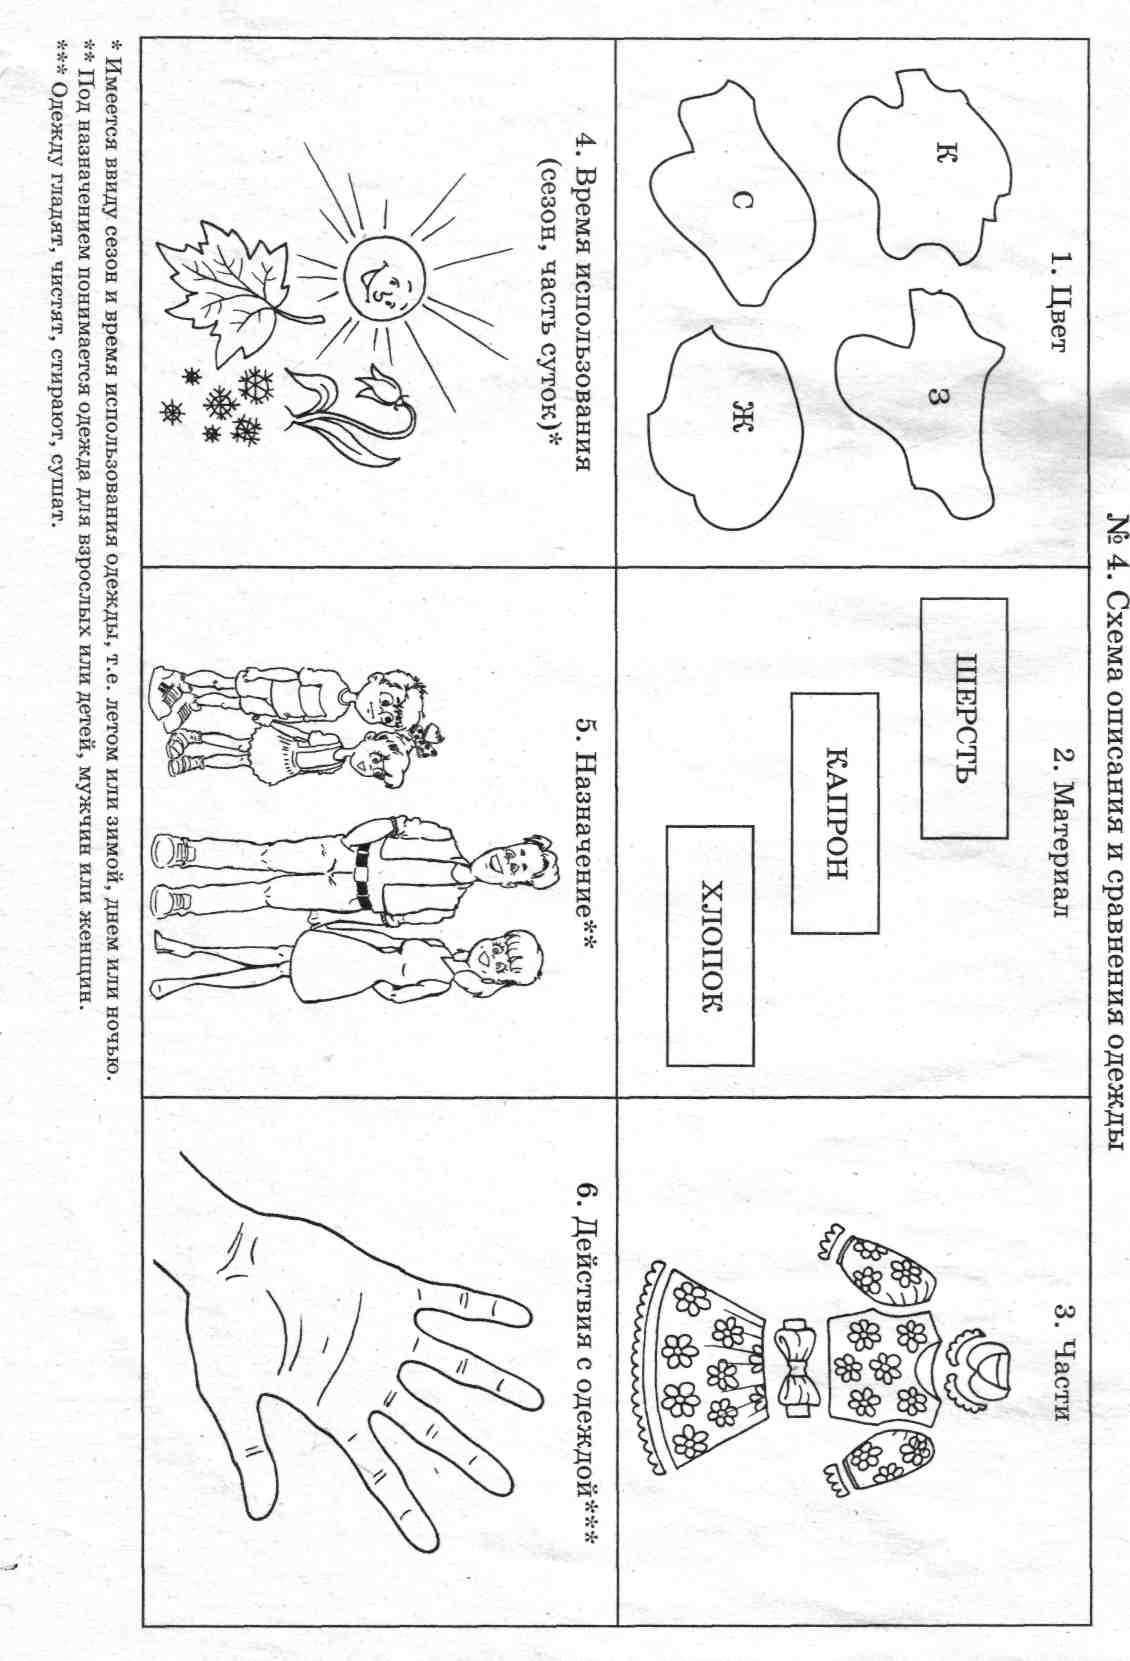 № 4. Схема описания и сравнения одежды
1. Цвет
К
З
С
Ж
2. Материал
ШЕРСТЬ
КАПРОН
ХЛОПОК
3. Части
4. Время использования
(сезон, часть суток)*
5. Назначение**
6. Действия с одеждой***
* Имеется ввиду сезон и время использования одежды, т.е. летом или зимой, днем или ночью.
** Под назначением понимается одежда для взрослых или детей, мужчин или женщин.
*** Одежду гладят, чистят, стирают, сушат.